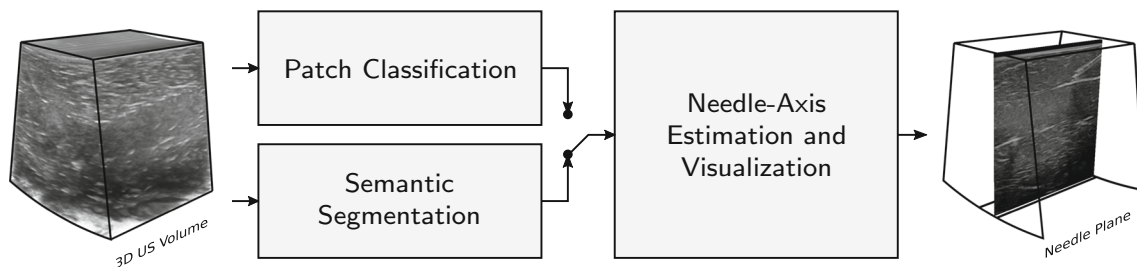 3D US Volume
Patch Classification
Semantic
Segmentation
Needle-Axis
Estimation and
Visualization
Needle Plane